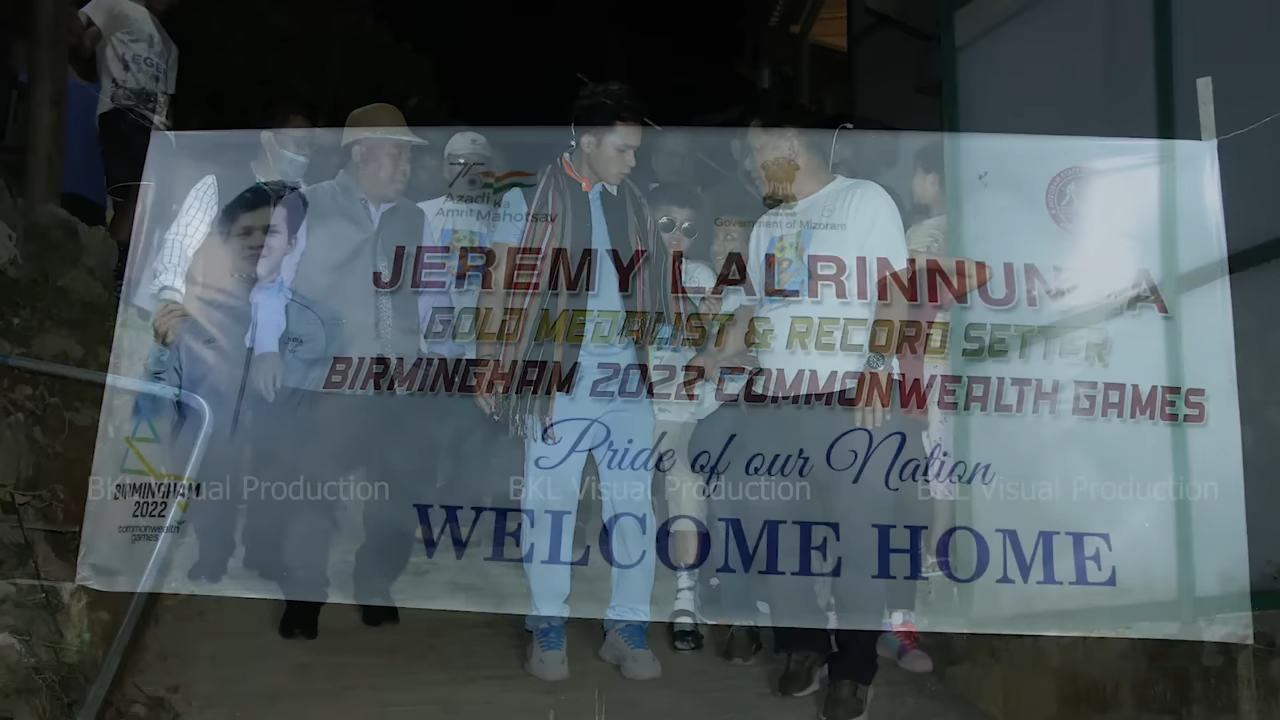 Azadi Ka
Amrit Mahotsav
Government of Mizoram
JEREMY LALRINNUNGA
GOLD MEDALIST & RECORD SETTER
BIRMINGHAM 2022 COMMONWEALTH GAMES
Pride of our Nation
BKL Visual Production BKL Visual Production BKL Visual Production
BIRMINGHAM
2022
commonwealth
games
WELCOME HOME